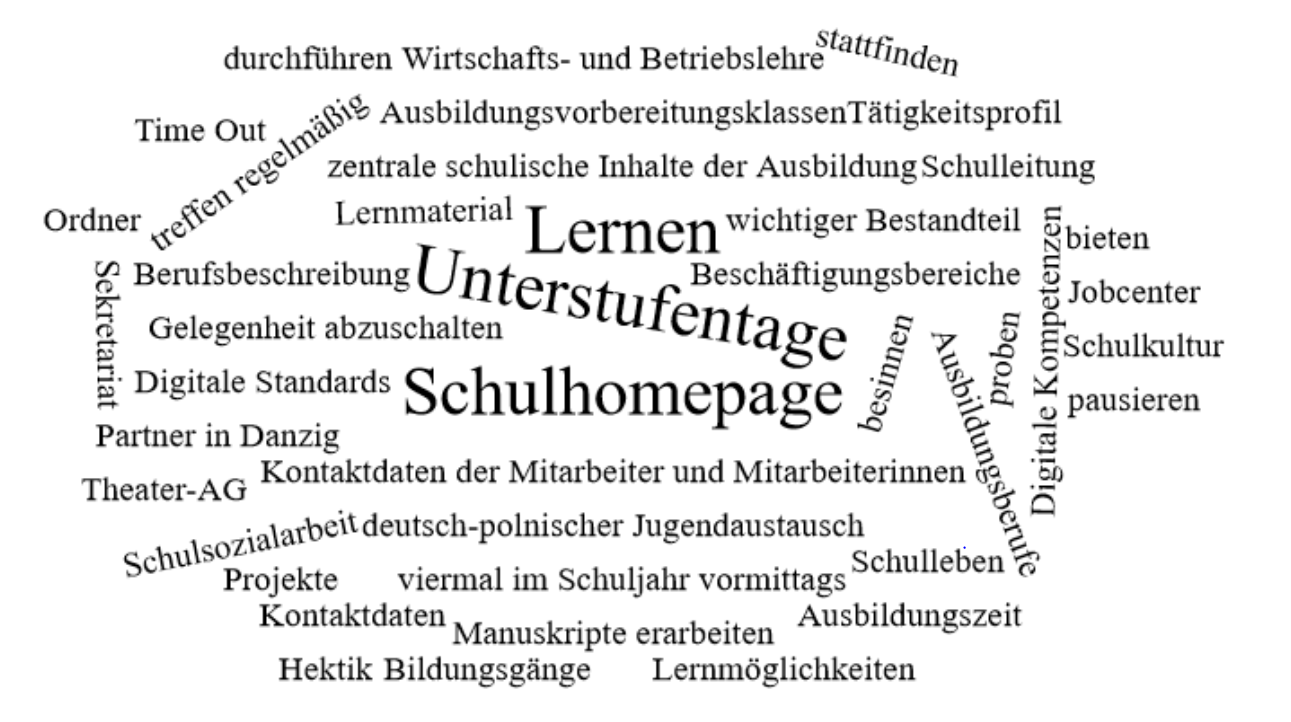 durchführen Wirtschafts- und Betriebslehre
stattfinden
Time Out
treffen regelmäßig
Ausbildungsvorbereitungsklassen
Tätigkeitsprofil
zentrale schulische Inhalte der Ausbildung
Schulleitung
Ordner
Lernmaterial
Lernen
wichtiger Bestandteil
bieten
Sekretariat
Berufsbeschreibung
Unterstufentage
Beschäftigungsbereiche
Digitale Kompetenzen
Jobcenter
Gelegenheit abzuschalten
besinnen
Ausbildungsberufe
proben
Schulkultur
Digitale Standards
Schulhomepage
pausieren
Partner in Danzig
Theater-AG
Kontaktdaten der Mitarbeiter und Mitarbeiterinnen
Schulsozialarbeit
deutsch-polnischer Jugendaustausch
Schulleben
Projekte
viermal im Schuljahr vormittags
Kontaktdaten
Manuskripte erarbeiten
Ausbildungszeit
Hektik
Bildungsgänge
Lernmöglichkeiten